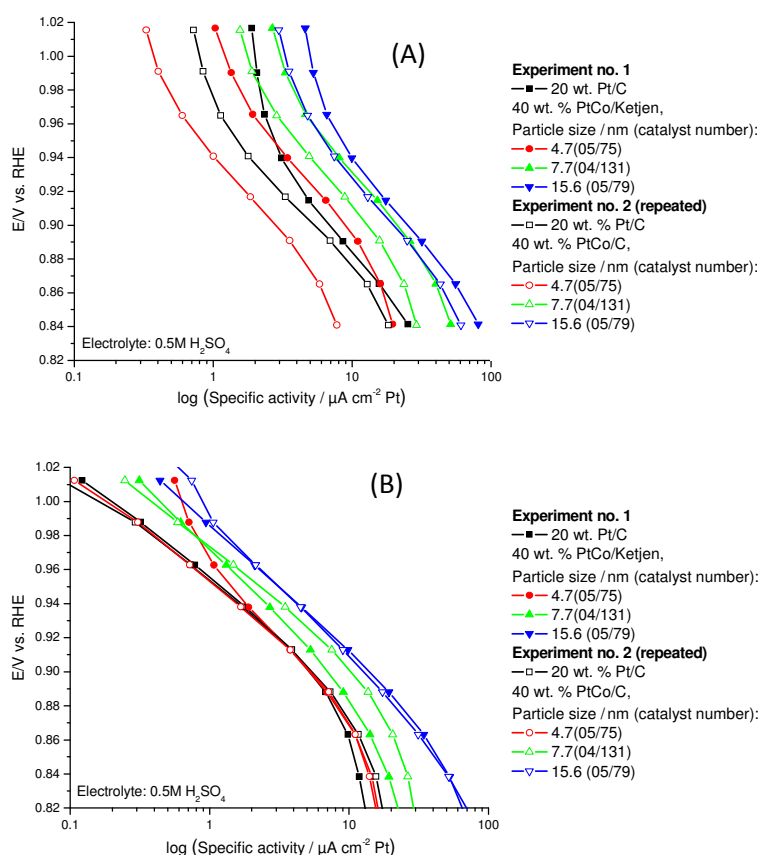 (A)
1.02
1.00
0.98
0.96
0.94
0.92
0.90
0.88
0.86
0.84
0.82
E/V vs. RHE
Electrolyte: 0.5M H₂SO₄
0.1
1
10
100
log (Specific activity / µA cm⁻² Pt)
Experiment no. 1
20 wt. Pt/C
40 wt. % PtCo/Ketjen,
Particle size / nm (catalyst number):
4.7(05/75)
7.7(04/131)
15.6 (05/79)
Experiment no. 2 (repeated)
20 wt. % Pt/C
40 wt. % PtCo/C,
Particle size / nm (catalyst number):
4.7(05/75)
7.7(04/131)
15.6 (05/79)
(B)
1.02
1.00
0.98
0.96
0.94
0.92
0.90
0.88
0.86
0.84
0.82
E/V vs. RHE
Electrolyte: 0.5M H₂SO₄
0.1
1
10
100
log (Specific activity / µA cm⁻² Pt)
Experiment no. 1
20 wt. Pt/C
40 wt. % PtCo/Ketjen,
Particle size / nm (catalyst number):
4.7(05/75)
7.7(04/131)
15.6 (05/79)
Experiment no. 2 (repeated)
20 wt. % Pt/C
40 wt. % PtCo/C,
Particle size / nm (catalyst number):
4.7(05/75)
7.7(04/131)
15.6 (05/79)